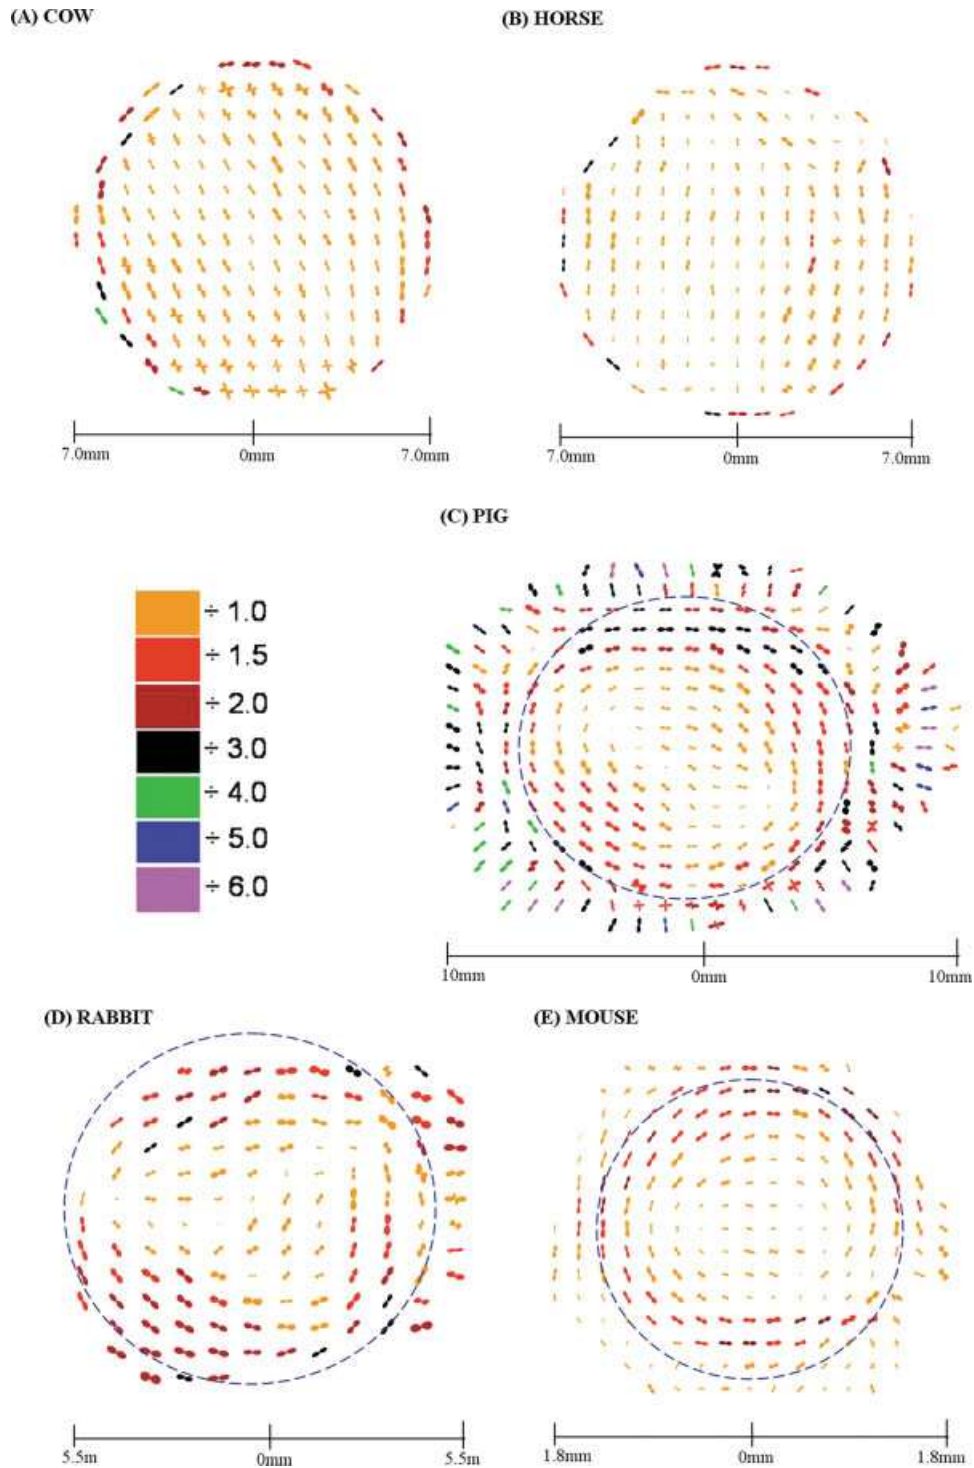 (A) COW
(B) HORSE
7.0mm 0mm 7.0mm
7.0mm 0mm 7.0mm
(C) PIG
÷ 1.0
÷ 1.5
÷ 2.0
÷ 3.0
÷ 4.0
÷ 5.0
÷ 6.0
10mm 0mm 10mm
(D) RABBIT
(E) MOUSE
5.5m 0mm 5.5m
1.8mm 0mm 1.8mm